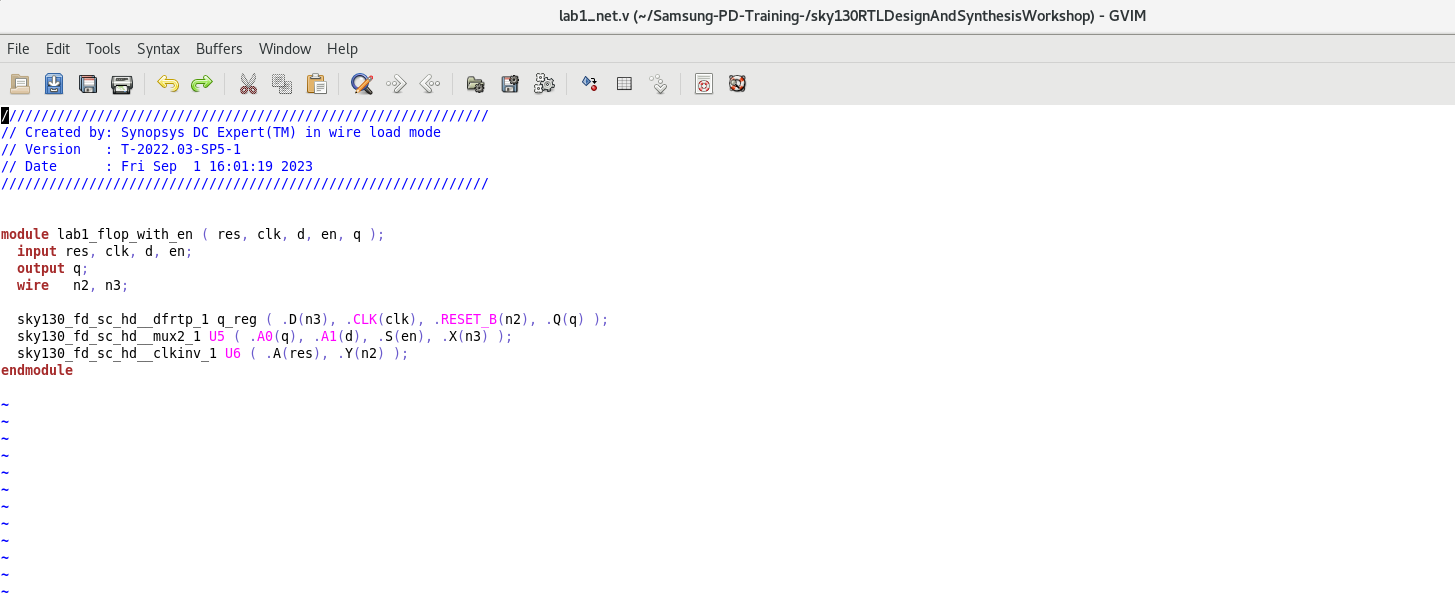 lab1_net.v (~/Samsung-PD-Training-/sky130RTLDesignAndSynthesisWorkshop) - GVIM
File Edit Tools Syntax Buffers Window Help
/////////////////////////////////////////////////////////////
// Created by: Synopsys DC Expert(TM) in wire load mode
// Version   : T-2022.03-SP5-1
// Date      : Fri Sep  1 16:01:19 2023
/////////////////////////////////////////////////////////////
module lab1_flop_with_en ( res, clk, d, en, q );
  input res, clk, d, en;
  output q;
  wire   n2, n3;
  sky130_fd_sc_hd__dfrtp_1 q_reg ( .D(n3), .CLK(clk), .RESET_B(n2), .Q(q) );
  sky130_fd_sc_hd__mux2_1 U5 ( .A0(q), .A1(d), .S(en), .X(n3) );
  sky130_fd_sc_hd__clkinv_1 U6 ( .A(res), .Y(n2) );
endmodule
~
~
~
~
~
~
~
~
~
~
~
~